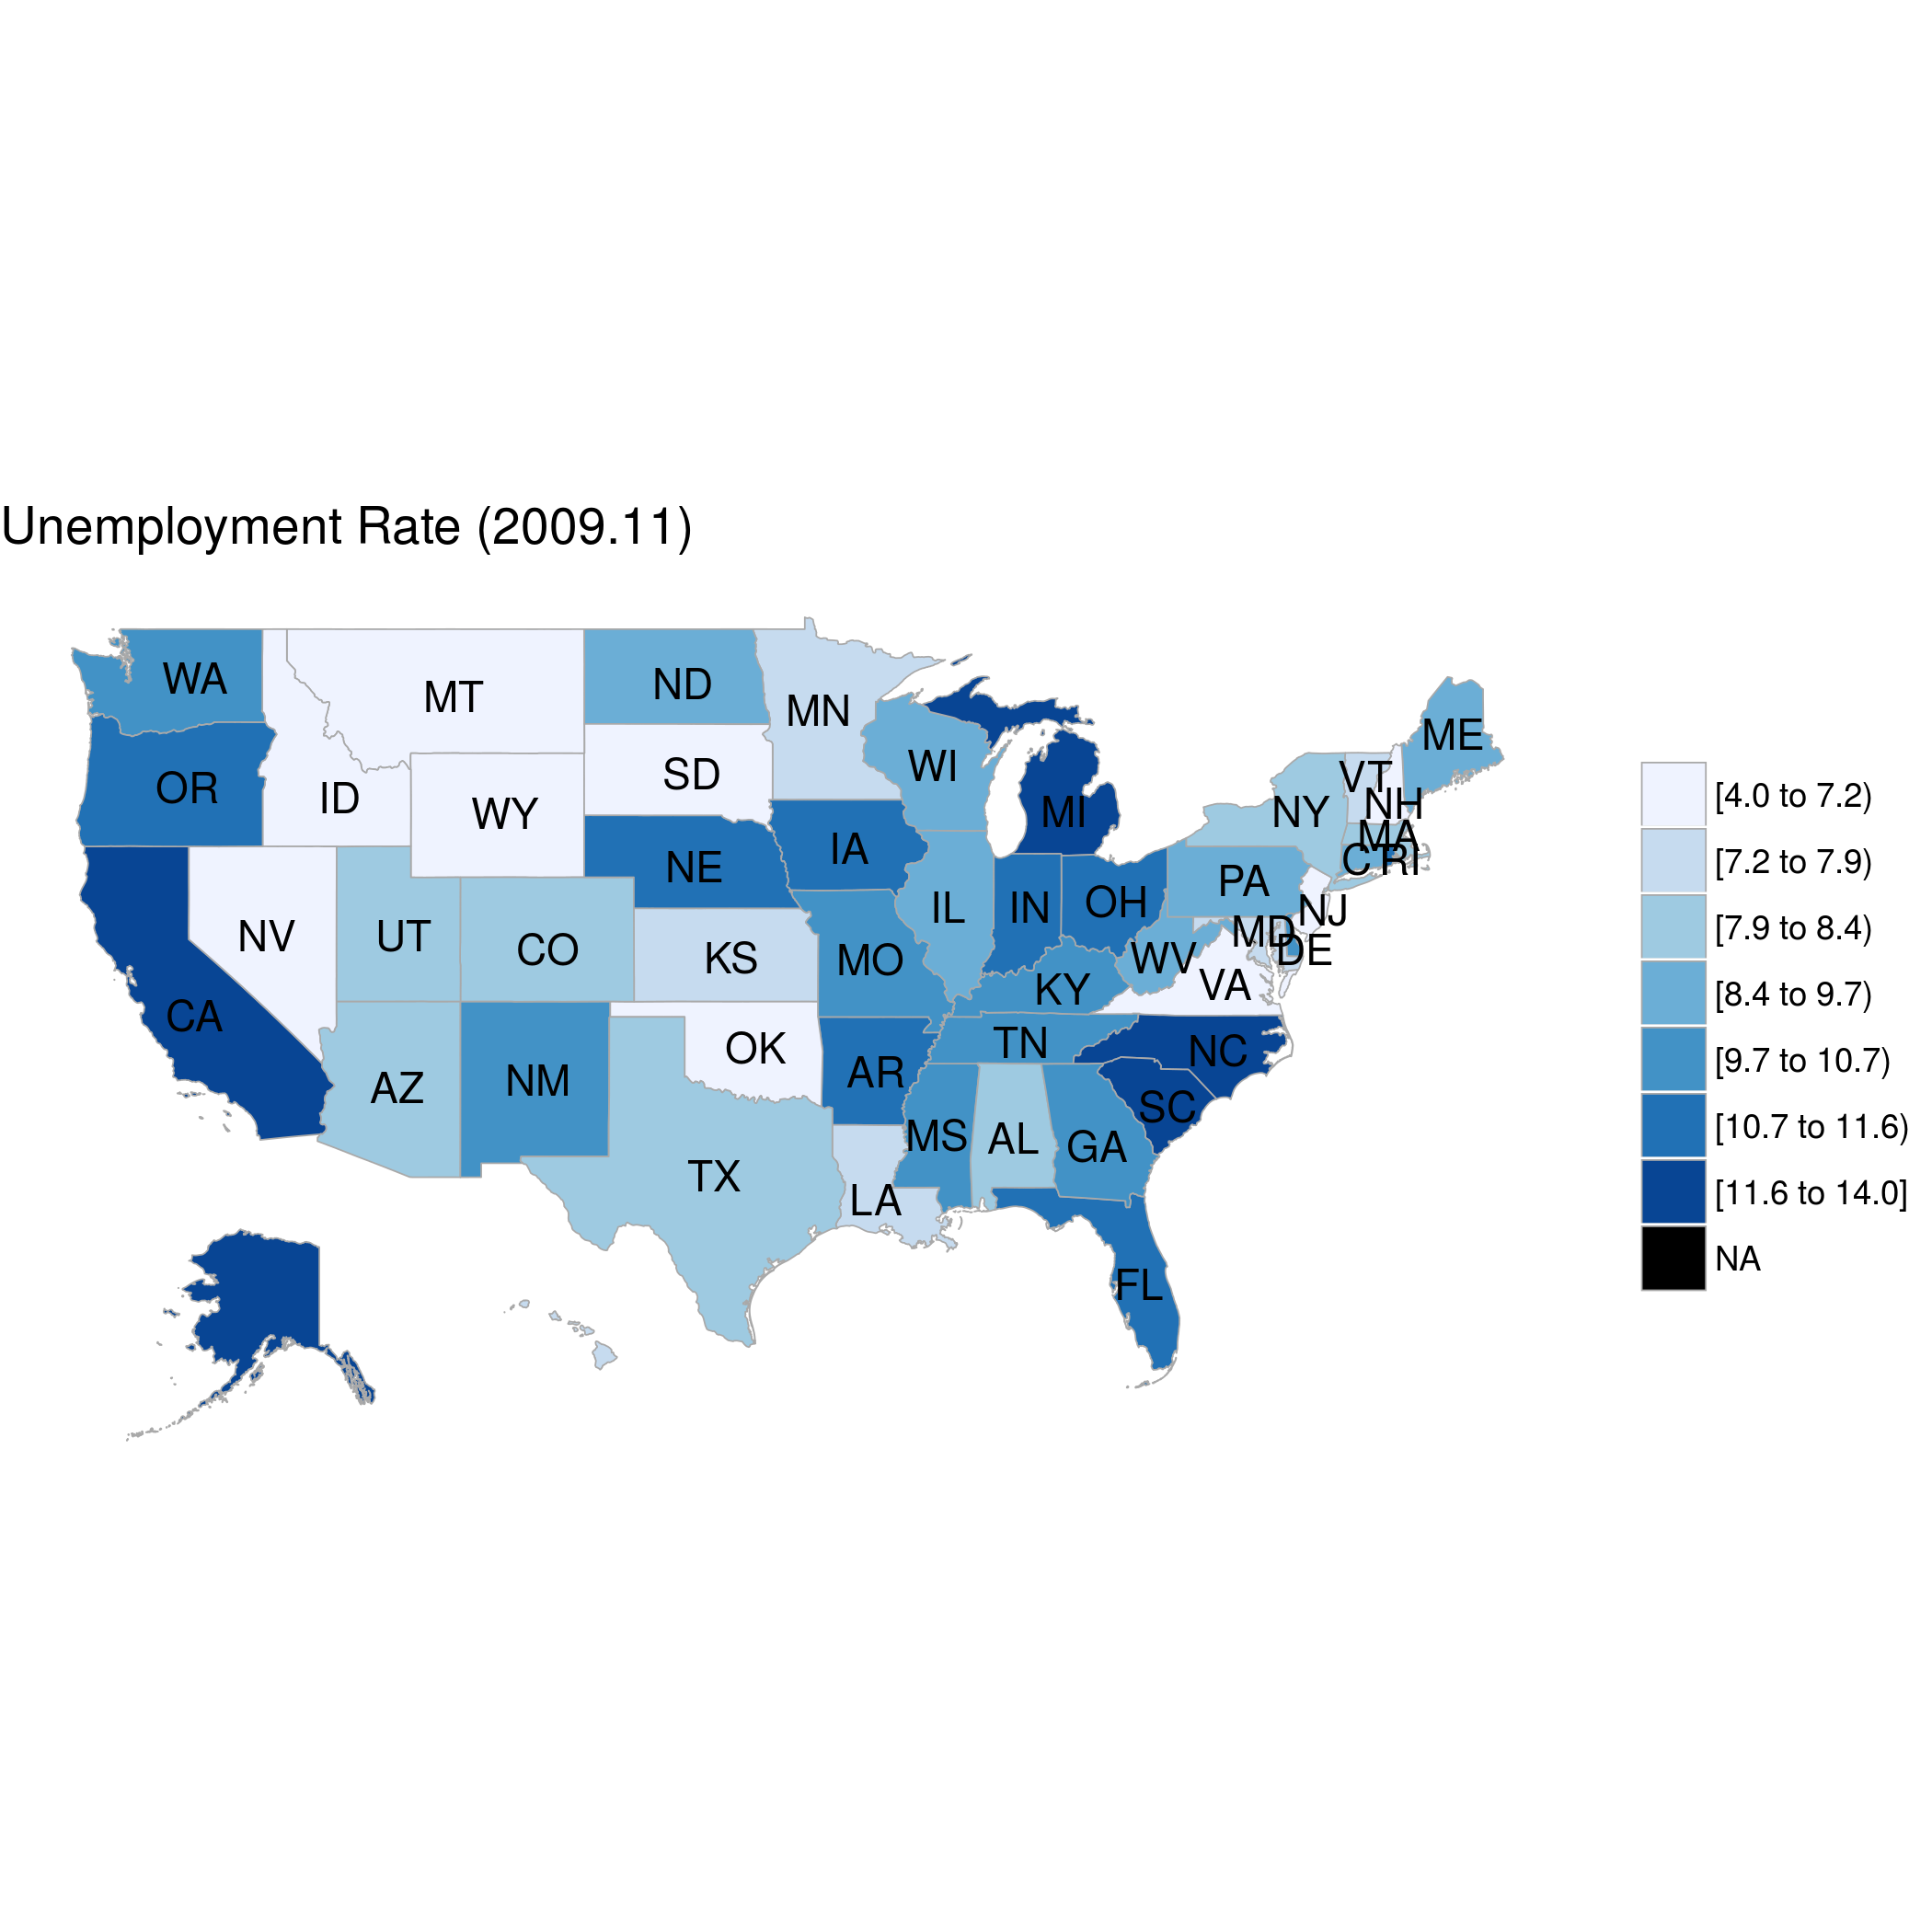 Unemployment Rate (2009.11)
WA
MT
ND
MN
OR
ID
WY
SD
WI
MI
ME
VT
NH
NY
MA
CT
RI
NE
IA
PA
NV
UT
CO
KS
MO
IL
IN
OH
NJ
MD
DE
WV
VA
KY
CA
AZ
NM
OK
AR
TN
NC
SC
TX
LA
MS
AL
GA
FL
[4.0 to 7.2)
[7.2 to 7.9)
[7.9 to 8.4)
[8.4 to 9.7)
[9.7 to 10.7)
[10.7 to 11.6)
[11.6 to 14.0]
NA